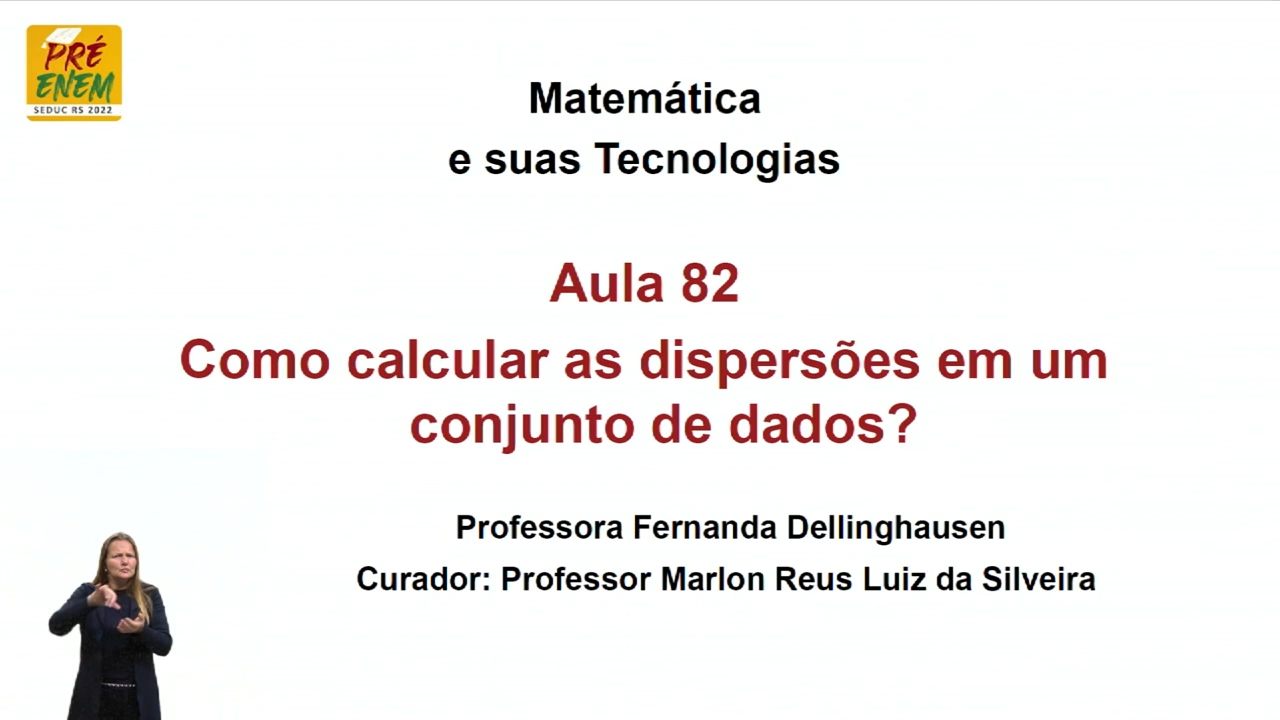 PRÉ
ENEM
SEDUC RS 2022
Matemática
e suas Tecnologias
Aula 82
Como calcular as dispersões em um
conjunto de dados?
Professora Fernanda Dellinghausen
Curador: Professor Marlon Reus Luiz da Silveira